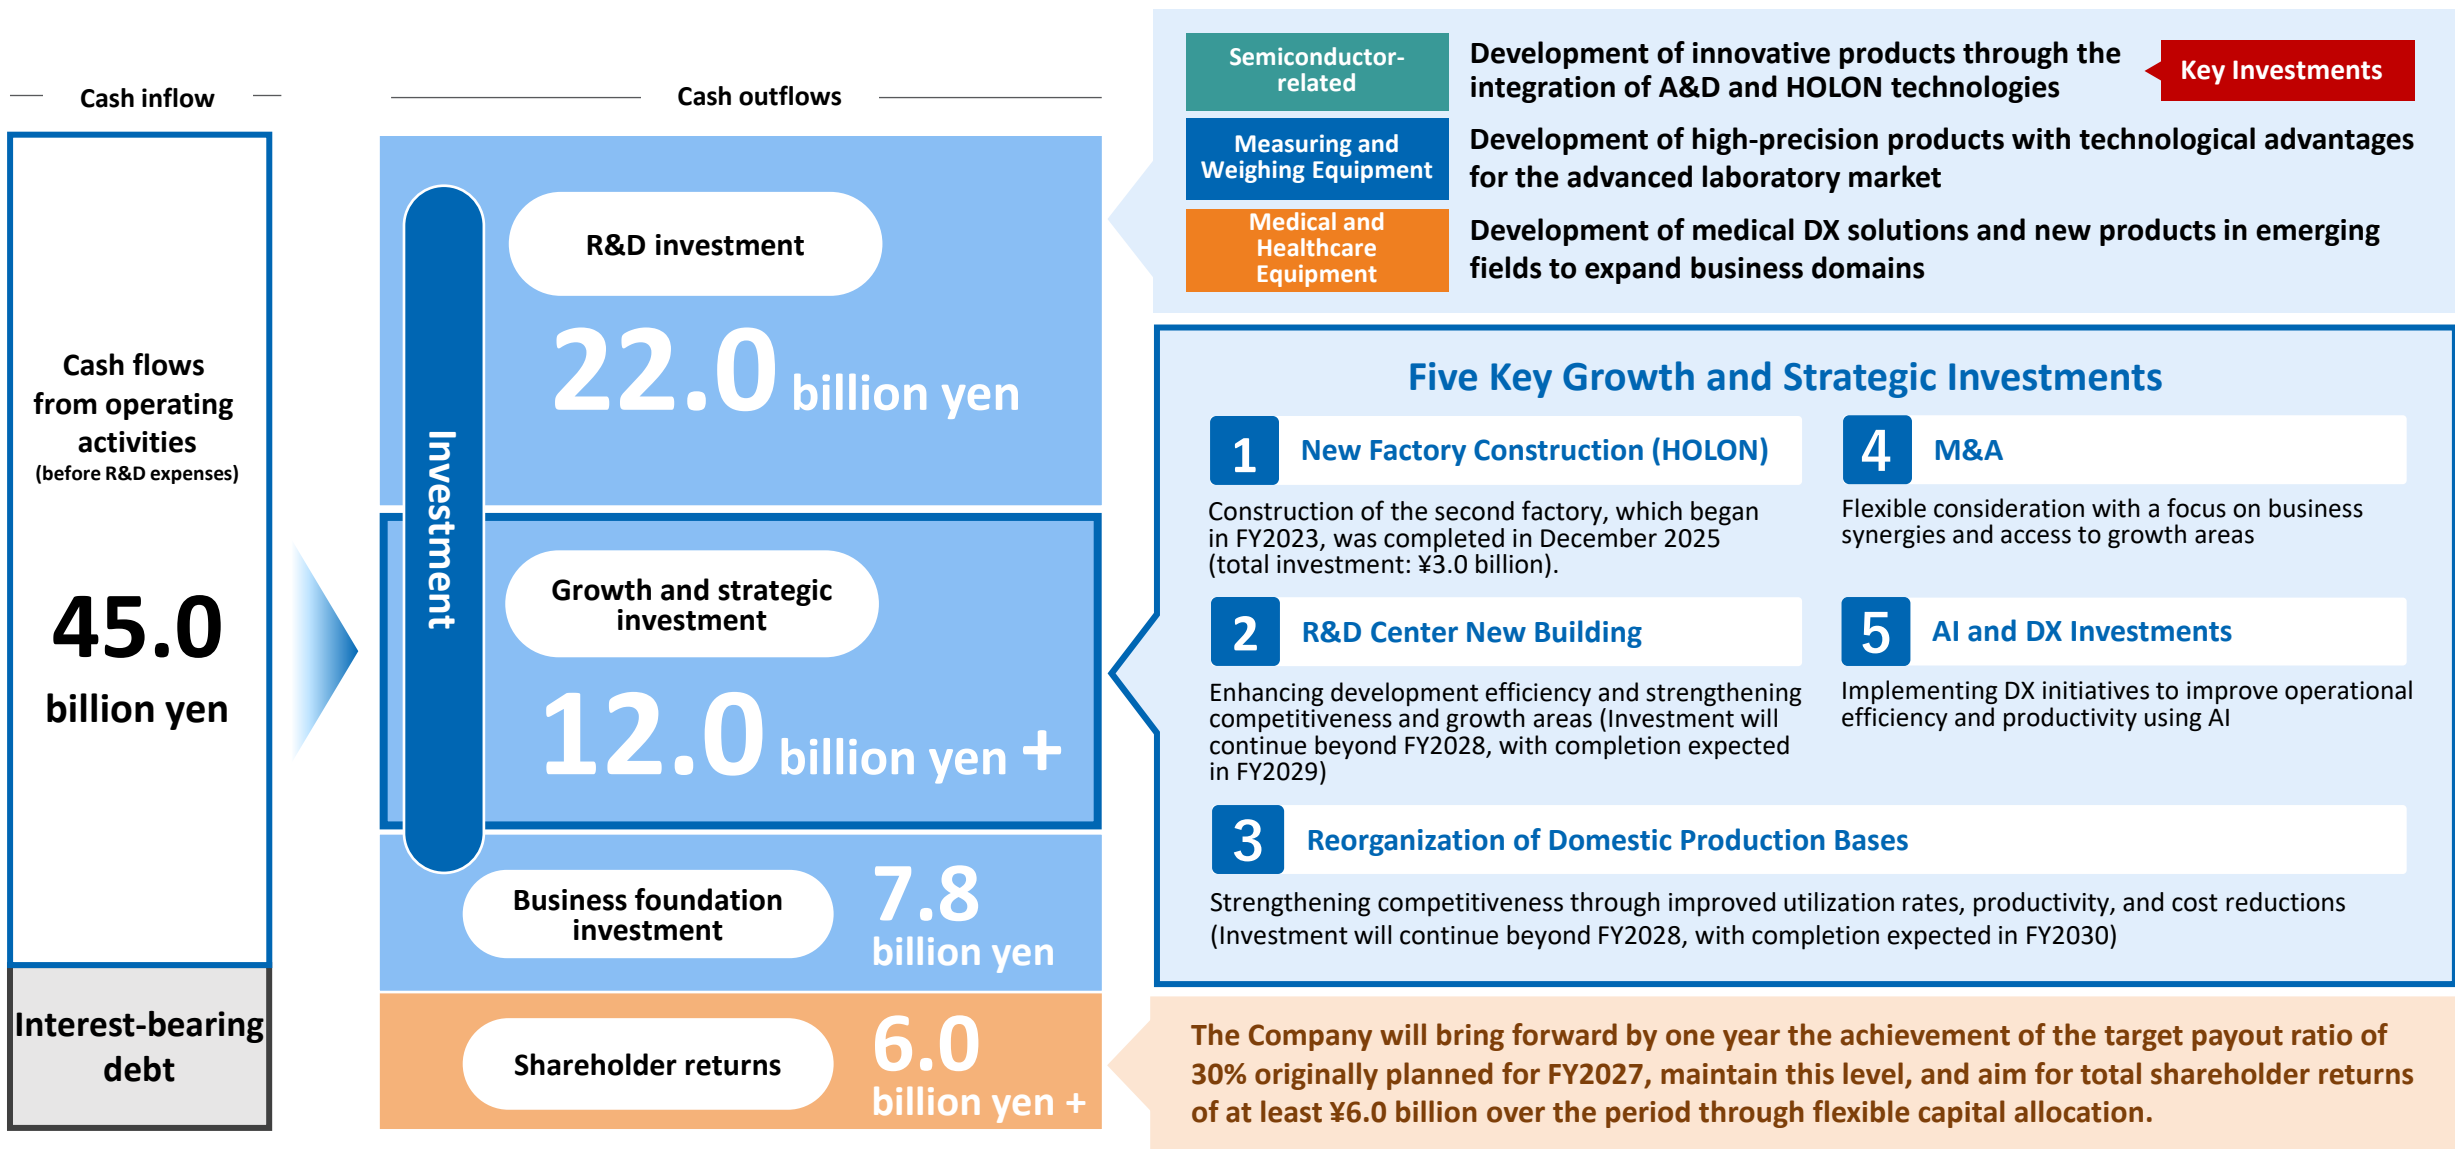 Cash inflow
Cash flows
from operating
activities
(before R&D expenses)
45.0
billion yen
Interest-bearing
debt
Cash outflows
Investment
R&D investment
22.0 billion yen
Growth and strategic
investment
12.0 billion yen +
Business foundation
investment
7.8
billion yen
Shareholder returns
6.0
billion yen +
Semiconductor-
related
Development of innovative products through the
integration of A&D and HOLON technologies
Key Investments
Measuring and
Weighing Equipment
Development of high-precision products with technological advantages
for the advanced laboratory market
Medical and
Healthcare
Equipment
Development of medical DX solutions and new products in emerging
fields to expand business domains
Five Key Growth and Strategic Investments
1 New Factory Construction (HOLON)
Construction of the second factory, which began
in FY2023, was completed in December 2025
(total investment: ¥3.0 billion).
2 R&D Center New Building
Enhancing development efficiency and strengthening
competitiveness and growth areas (Investment will
continue beyond FY2028, with completion expected
in FY2029)
3 Reorganization of Domestic Production Bases
Strengthening competitiveness through improved utilization rates, productivity, and cost reductions
(Investment will continue beyond FY2028, with completion expected in FY2030)
4 M&A
Flexible consideration with a focus on business
synergies and access to growth areas
5 AI and DX Investments
Implementing DX initiatives to improve operational
efficiency and productivity using AI
The Company will bring forward by one year the achievement of the target payout ratio of
30% originally planned for FY2027, maintain this level, and aim for total shareholder returns
of at least ¥6.0 billion over the period through flexible capital allocation.